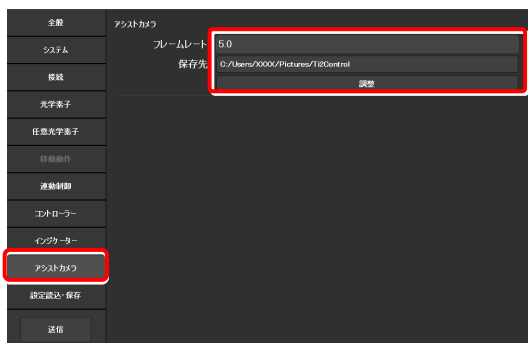 全般
システム
接続
光学素子
任意光学素子
移動動作
連動制御
コントローラー
インジケーター
アシストカメラ
設定読込・保存
送信
アシストカメラ
フレームレート 5.0
保存先 C:/Users/XXXX/Pictures/Ti2Control
調整